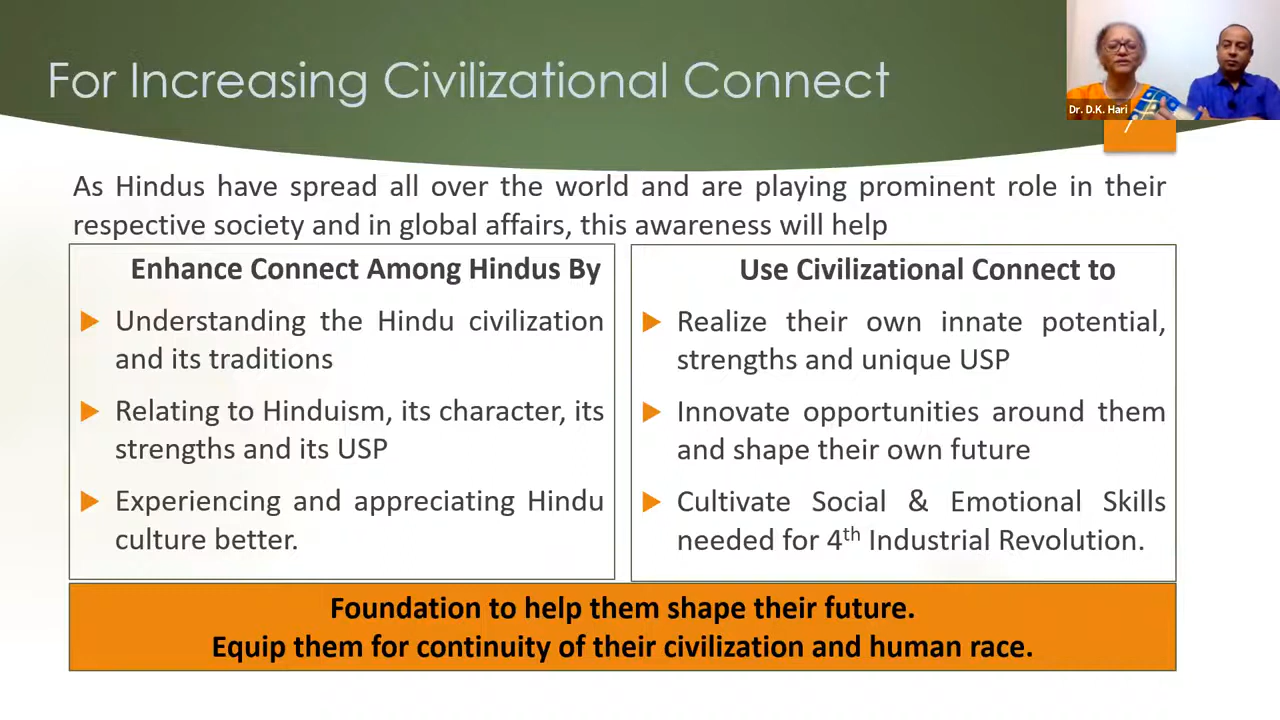 For Increasing Civilizational Connect
Dr. D.K. Hari
As Hindus have spread all over the world and are playing prominent role in their
respective society and in global affairs, this awareness will help
Enhance Connect Among Hindus By
Understanding the Hindu civilization
and its traditions
Relating to Hinduism, its character, its
strengths and its USP
Experiencing and appreciating Hindu
culture better.
Use Civilizational Connect to
Realize their own innate potential,
strengths and unique USP
Innovate opportunities around them
and shape their own future
Cultivate Social & Emotional Skills
needed for 4th Industrial Revolution.
Foundation to help them shape their future.
Equip them for continuity of their civilization and human race.